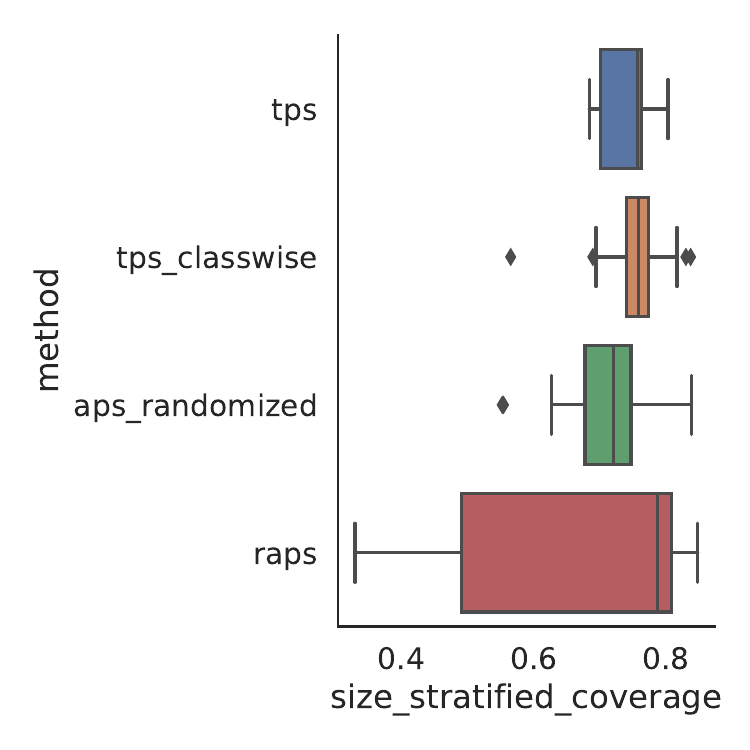 method
tps
tps_classwise
aps_randomized
raps
0.4 0.6 0.8
size_stratified_coverage